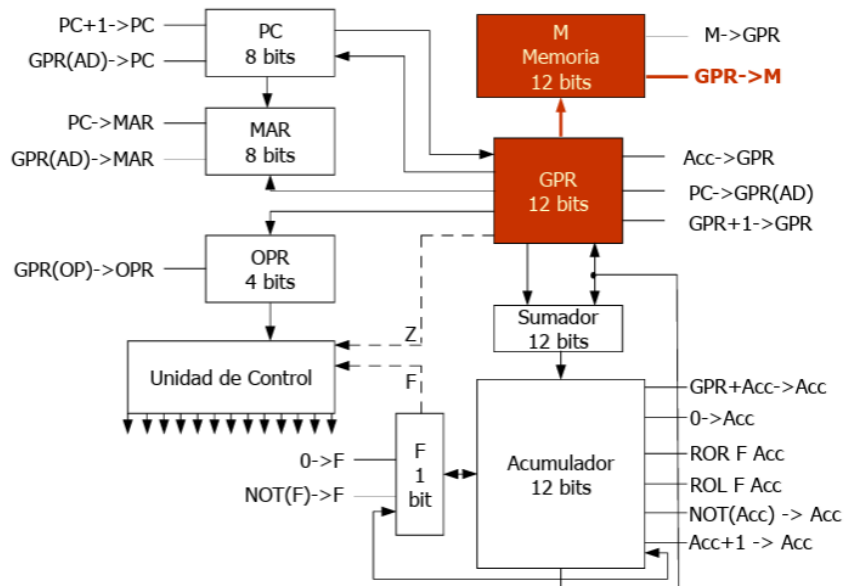 PC+1->PC
GPR(AD)->PC
PC
8 bits
M
Memoria
12 bits
M->GPR
GPR->M
PC->MAR
GPR(AD)->MAR
MAR
8 bits
GPR
12 bits
Acc->GPR
PC->GPR(AD)
GPR+1->GPR
GPR(OP)->OPR
OPR
4 bits
Z
Sumador
12 bits
Unidad de Control
F
GPR+Acc->Acc
0->Acc
ROR F Acc
ROL F Acc
NOT(Acc) -> Acc
Acc+1 -> Acc
0->F
NOT(F)->F
F
1
bit
Acumulador
12 bits